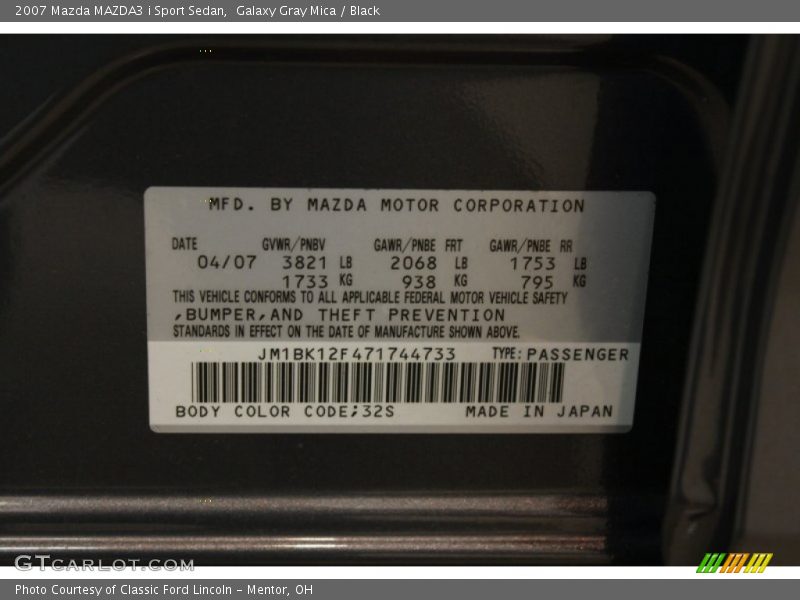 2007 Mazda MAZDA3 i Sport Sedan,  Galaxy Gray Mica / Black
MFD. BY MAZDA MOTOR CORPORATION
DATE GVWR/PNBV GAWR/PNBE FRT GAWR/PNBE RR
04/07 3821 LB 2068 LB 1753 LB
1733 KG 938 KG 795 KG
THIS VEHICLE CONFORMS TO ALL APPLICABLE FEDERAL MOTOR VEHICLE SAFETY
,BUMPER,AND THEFT PREVENTION
STANDARDS IN EFFECT ON THE DATE OF MANUFACTURE SHOWN ABOVE.
JM1BK12F471744733 TYPE: PASSENGER
BODY COLOR CODE;32S MADE IN JAPAN
GTCARLOT.COM
Photo Courtesy of Classic Ford Lincoln - Mentor, OH